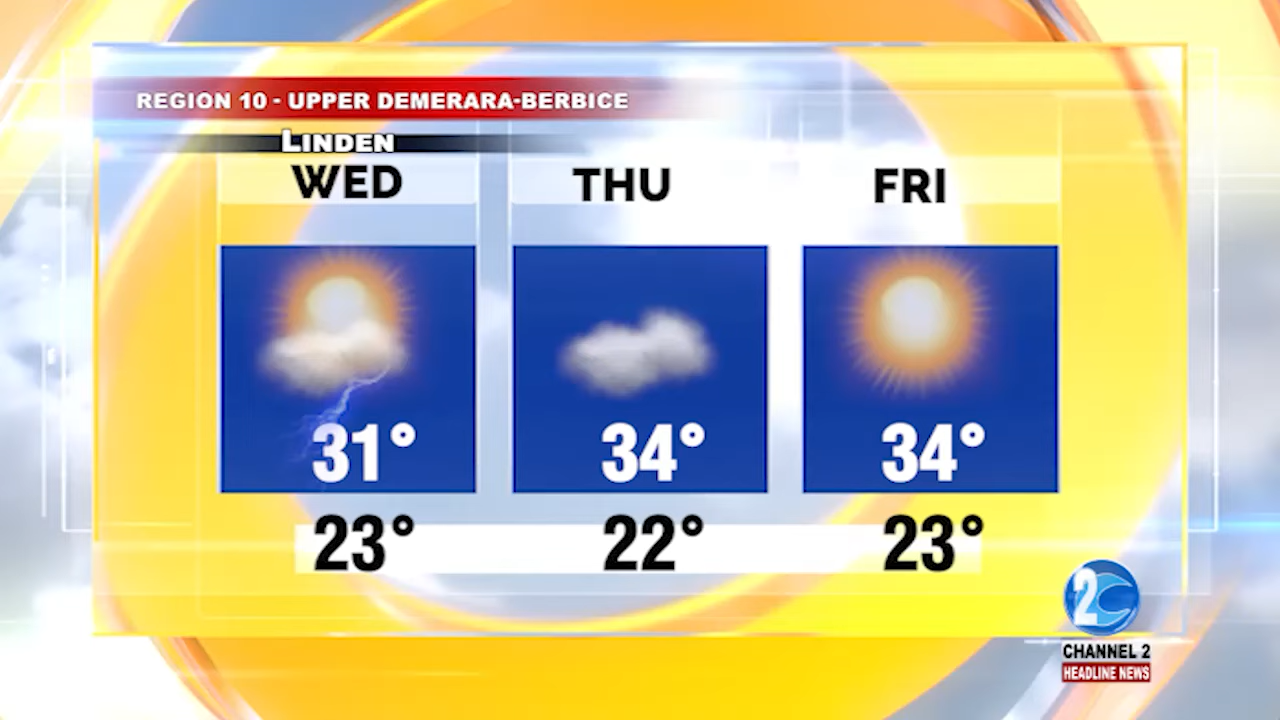 REGION 10 - UPPER DEMERARA-BERBICE
LINDEN
WED THU FRI
31° 34° 34°
23° 22° 23°
2
CHANNEL 2
HEADLINE NEWS